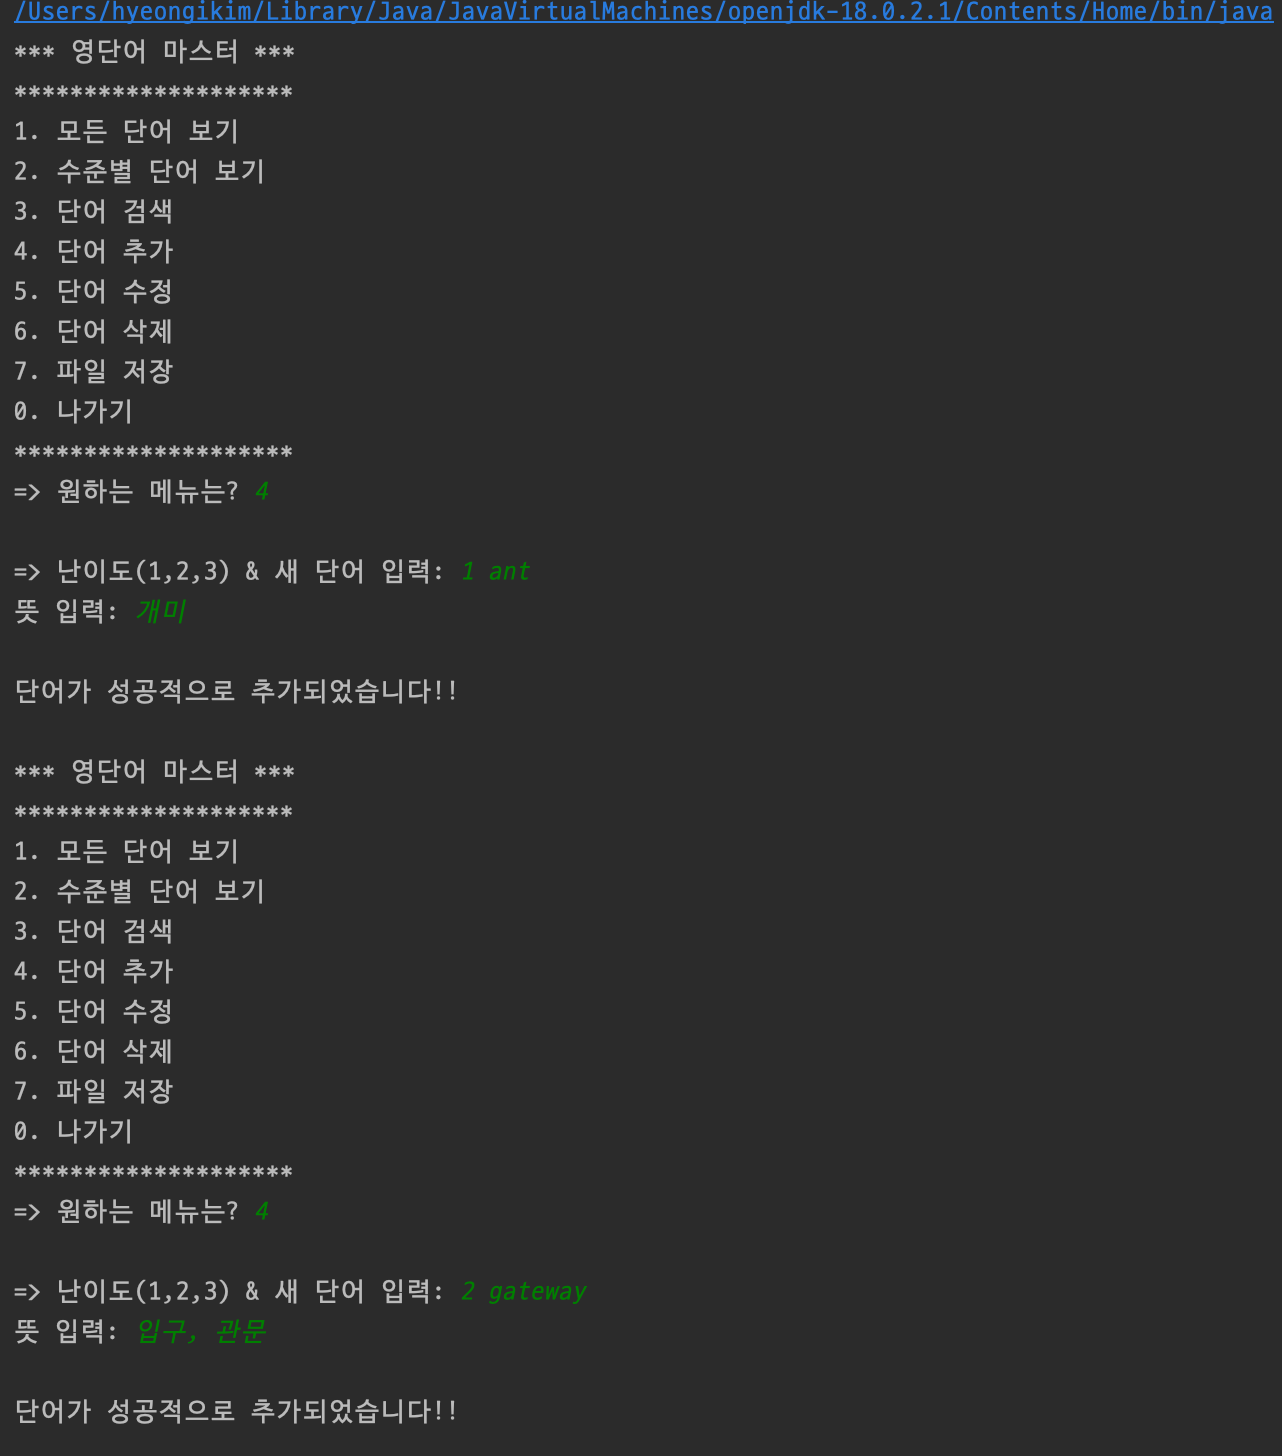 /Users/hyeongikim/Library/Java/JavaVirtualMachines/openjdk-18.0.2.1/Contents/Home/bin/java
*** 영단어 마스터 ***
********************
1. 모든 단어 보기
2. 수준별 단어 보기
3. 단어 검색
4. 단어 추가
5. 단어 수정
6. 단어 삭제
7. 파일 저장
0. 나가기
********************
=> 원하는 메뉴는? 4
=> 난이도(1,2,3) & 새 단어 입력: 1 ant
뜻 입력: 개미
단어가 성공적으로 추가되었습니다!!
*** 영단어 마스터 ***
********************
1. 모든 단어 보기
2. 수준별 단어 보기
3. 단어 검색
4. 단어 추가
5. 단어 수정
6. 단어 삭제
7. 파일 저장
0. 나가기
********************
=> 원하는 메뉴는? 4
=> 난이도(1,2,3) & 새 단어 입력: 2 gateway
뜻 입력: 입구, 관문
단어가 성공적으로 추가되었습니다!!